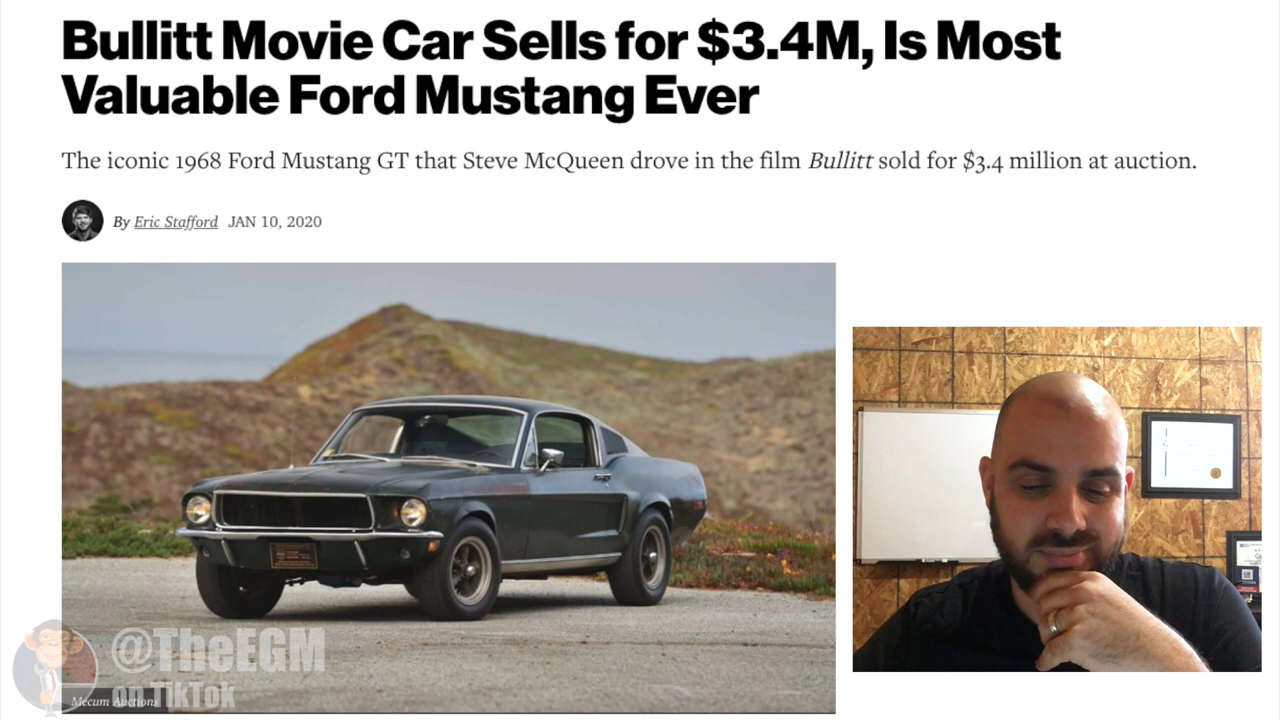 Bullitt Movie Car Sells for $3.4M, Is Most
Valuable Ford Mustang Ever
The iconic 1968 Ford Mustang GT that Steve McQueen drove in the film Bullitt sold for $3.4 million at auction.
By Eric Stafford JAN 10, 2020
@TheEGM
on TikTok
Mecum Auctions